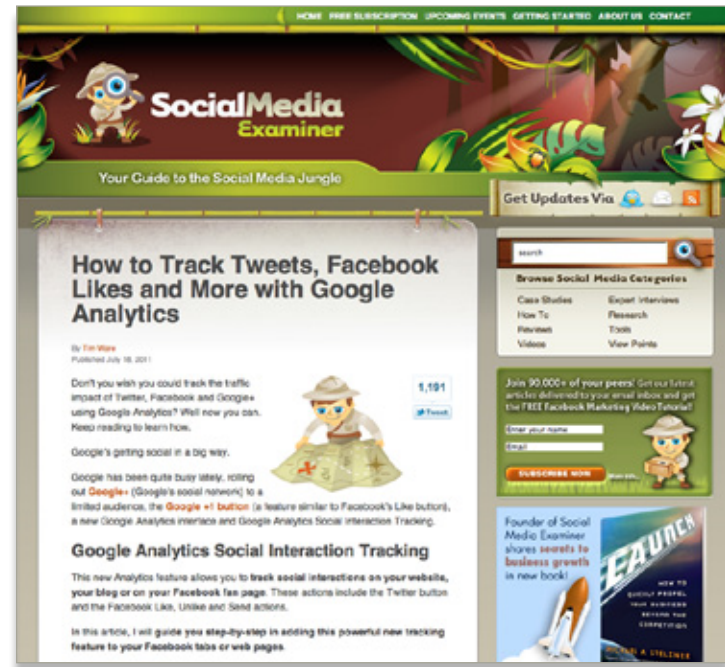 HOME FREE SUBSCRIPTION UPCOMING EVENTS GETTING STARTED ABOUT US CONTACT
SocialMedia
Examiner
Your Guide to the Social Media Jungle
Get Updates Via
How to Track Tweets, Facebook
Likes and More with Google
Analytics
By Tim Ware
Published July 18, 2011
Don't you wish you could track the traffic
impact of Twitter, Facebook and Google+
using Google Analytics? Well now you can.
Keep reading to learn how.
Google's getting social in a big way.
Google has been quite busy lately, rolling
out Google+ (Google's social network) to a
limited audience, the Google +1 button (a feature similar to Facebook's Like button),
a new Google Analytics interface and Google Analytics Social Interaction Tracking.
1,191
Tweet
Google Analytics Social Interaction Tracking
This new Analytics feature allows you to track social interactions on your website,
your blog or on your Facebook fan page. These actions include the Twitter button
and the Facebook Like, Unlike and Send actions.
In this article, I will guide you step-by-step in adding this powerful new tracking
feature to your Facebook tabs or web pages.
search
Browse Social Media Categories
Case Studies Expert Interviews
How To Research
Reviews Tools
Videos View Points
Join 90,000+ of your peers! Get our latest
articles delivered to your email inbox and get
the FREE Facebook Marketing Video Tutorial!
Enter your name
Email
SUBSCRIBE NOW
Founder of Social
Media Examiner
shares secrets to
business growth
in new book!
LAUNCH
HOW TO
QUICKLY PROPEL
YOUR BUSINESS
BEYOND THE
COMPETITION
MICHAEL A. STELZNER